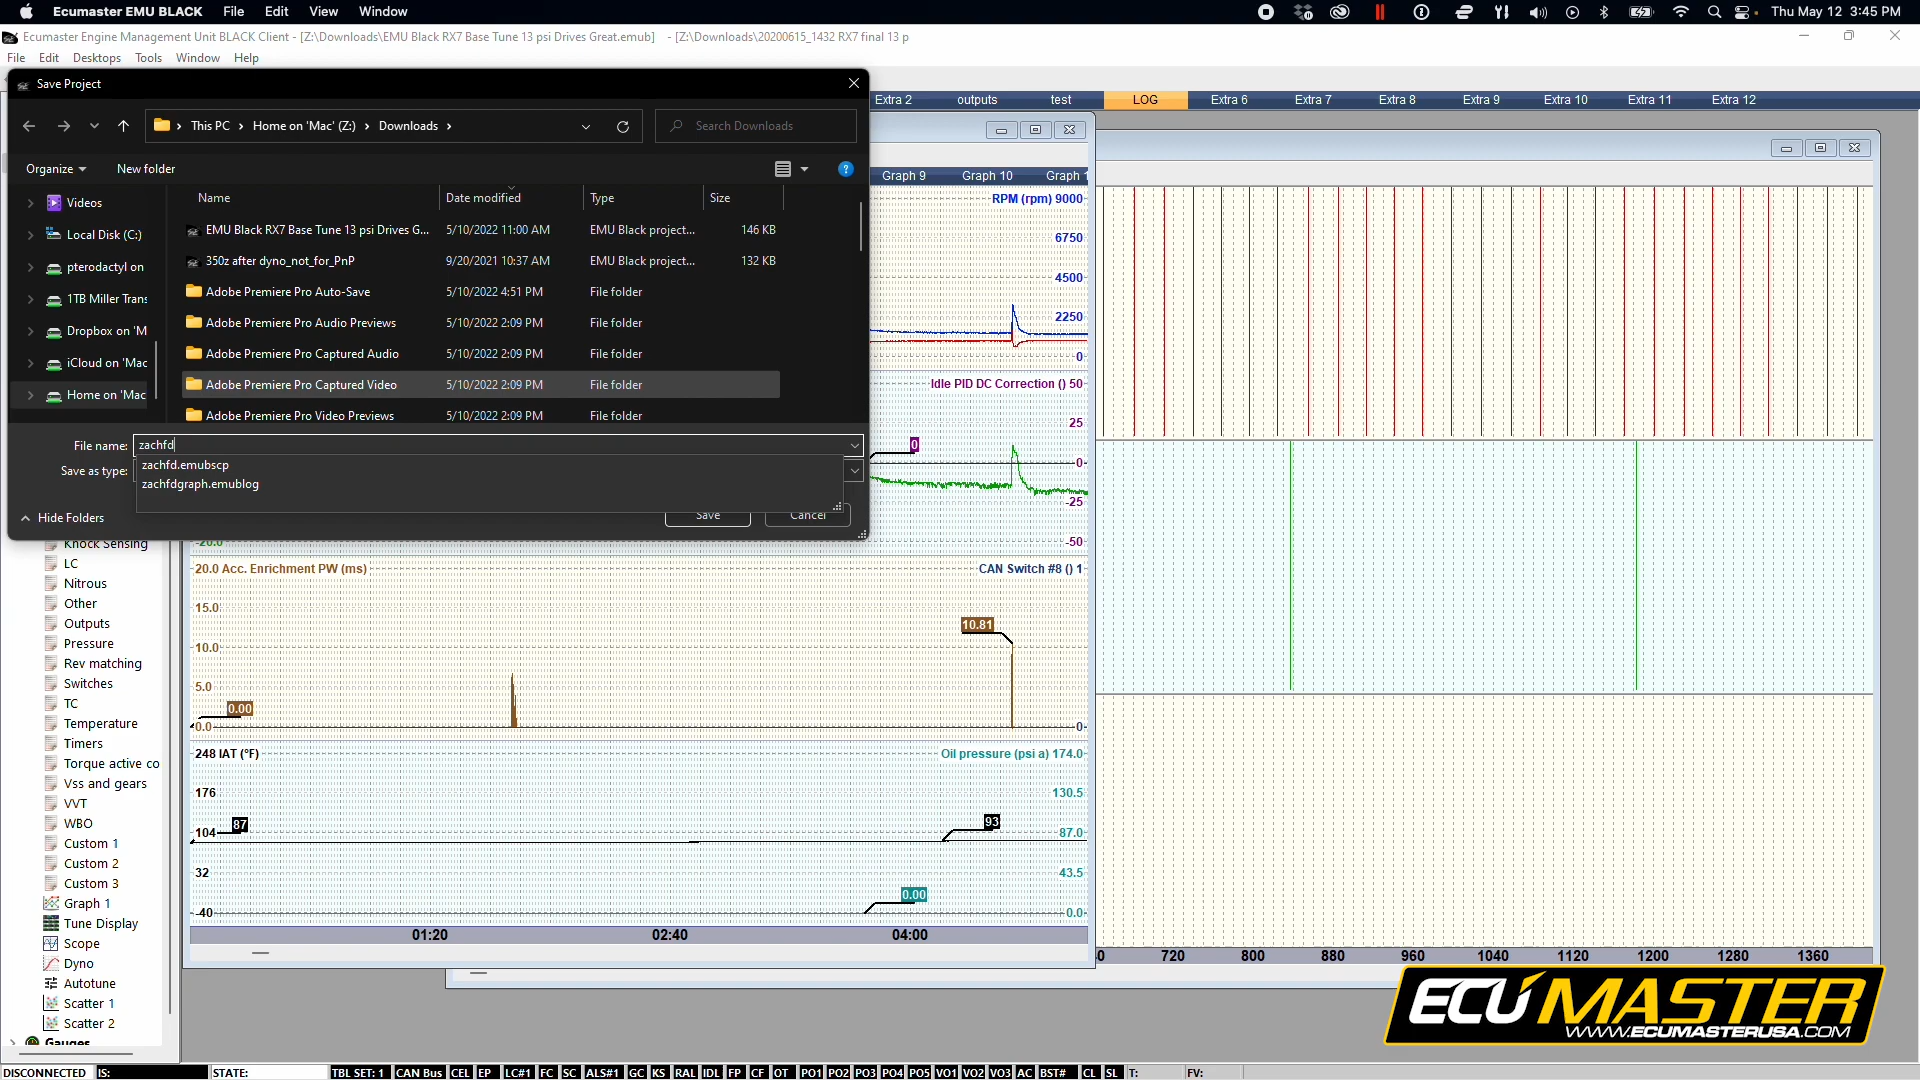 Ecumaster EMU BLACK File Edit View Window Thu May 12 3:45 PM
Ecumaster Engine Management Unit BLACK Client - [Z:\Downloads\EMU Black RX7 Base Tune 13 psi Drives Great.emub] - [Z:\Downloads\20200615_1432 RX7 final 13 p
File Edit Desktops Tools Window Help
Save Project
Extra 2 outputs test LOG Extra 6 Extra 7 Extra 8 Extra 9 Extra 10 Extra 11 Extra 12
This PC Home on 'Mac' (Z:) Downloads Search Downloads
Organize New folder
Graph 9 Graph 10 Graph 1
Name Date modified Type Size
EMU Black RX7 Base Tune 13 psi Drives G... 5/10/2022 11:00 AM EMU Black project... 146 KB
350z after dyno_not_for_PnP 9/20/2021 10:37 AM EMU Black project... 132 KB
Adobe Premiere Pro Auto-Save 5/10/2022 4:51 PM File folder
Adobe Premiere Pro Audio Previews 5/10/2022 2:09 PM File folder
Adobe Premiere Pro Captured Audio 5/10/2022 2:09 PM File folder
Adobe Premiere Pro Captured Video 5/10/2022 2:09 PM File folder
Adobe Premiere Pro Video Previews 5/10/2022 2:09 PM File folder
Videos
Local Disk (C:)
pterodactyl on
1TB Miller Trans
Dropbox on 'M
iCloud on 'Mac
Home on 'Mac
File name: zachfd
Save as type:
zachfd.emubscp
zachfdgraph.emublog
Hide Folders
Save Cancel
RPM (rpm) 9000
6750
4500
2250
0
Idle PID DC Correction () 50
25
0
0
-25
-50
-20.0
20.0 Acc. Enrichment PW (ms) CAN Switch #8 () 1
15.0
10.81
10.0
5.0
0.00
0.0 0
248 IAT (°F) Oil pressure (psi a) 174.0
176 130.5
87 93
104 87.0
32 43.5
0.00
-40 0.0
01:20 02:40 04:00
Knock Sensing
LC
Nitrous
Other
Outputs
Pressure
Rev matching
Switches
TC
Temperature
Timers
Torque active co
Vss and gears
VVT
WBO
Custom 1
Custom 2
Custom 3
Graph 1
Tune Display
Scope
Dyno
Autotune
Scatter 1
Scatter 2
Gauges
0 720 800 880 960 1040 1120 1200 1280 1360
ECUMASTER
WWW.ECUMASTERUSA.COM
DISCONNECTED IS: STATE: TBL SET: 1 CAN Bus CEL EP LC#1 FC SC ALS#1 GC KS RAL IDL FP CF OT PO1 PO2 PO3 PO4 PO5 VO1 VO2 VO3 AC BST# CL SL T: FV: